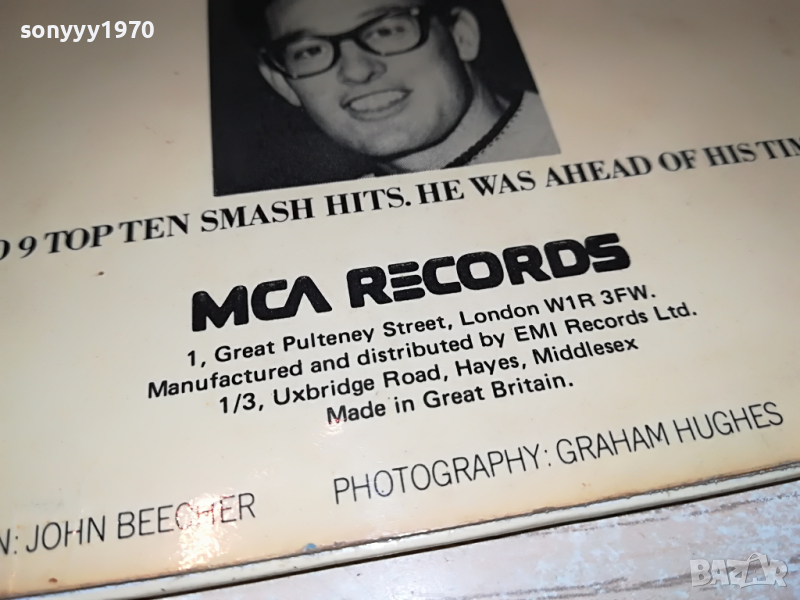 sonyyy1970
9 TOP TEN SMASH HITS. HE WAS AHEAD OF HIS TIM
MCA RECORDS
1, Great Pulteney Street, London W1R 3FW.
Manufactured and distributed by EMI Records Ltd.
1/3, Uxbridge Road, Hayes, Middlesex
Made in Great Britain.
PHOTOGRAPHY: GRAHAM HUGHES
N: JOHN BEECHER
BAZAR